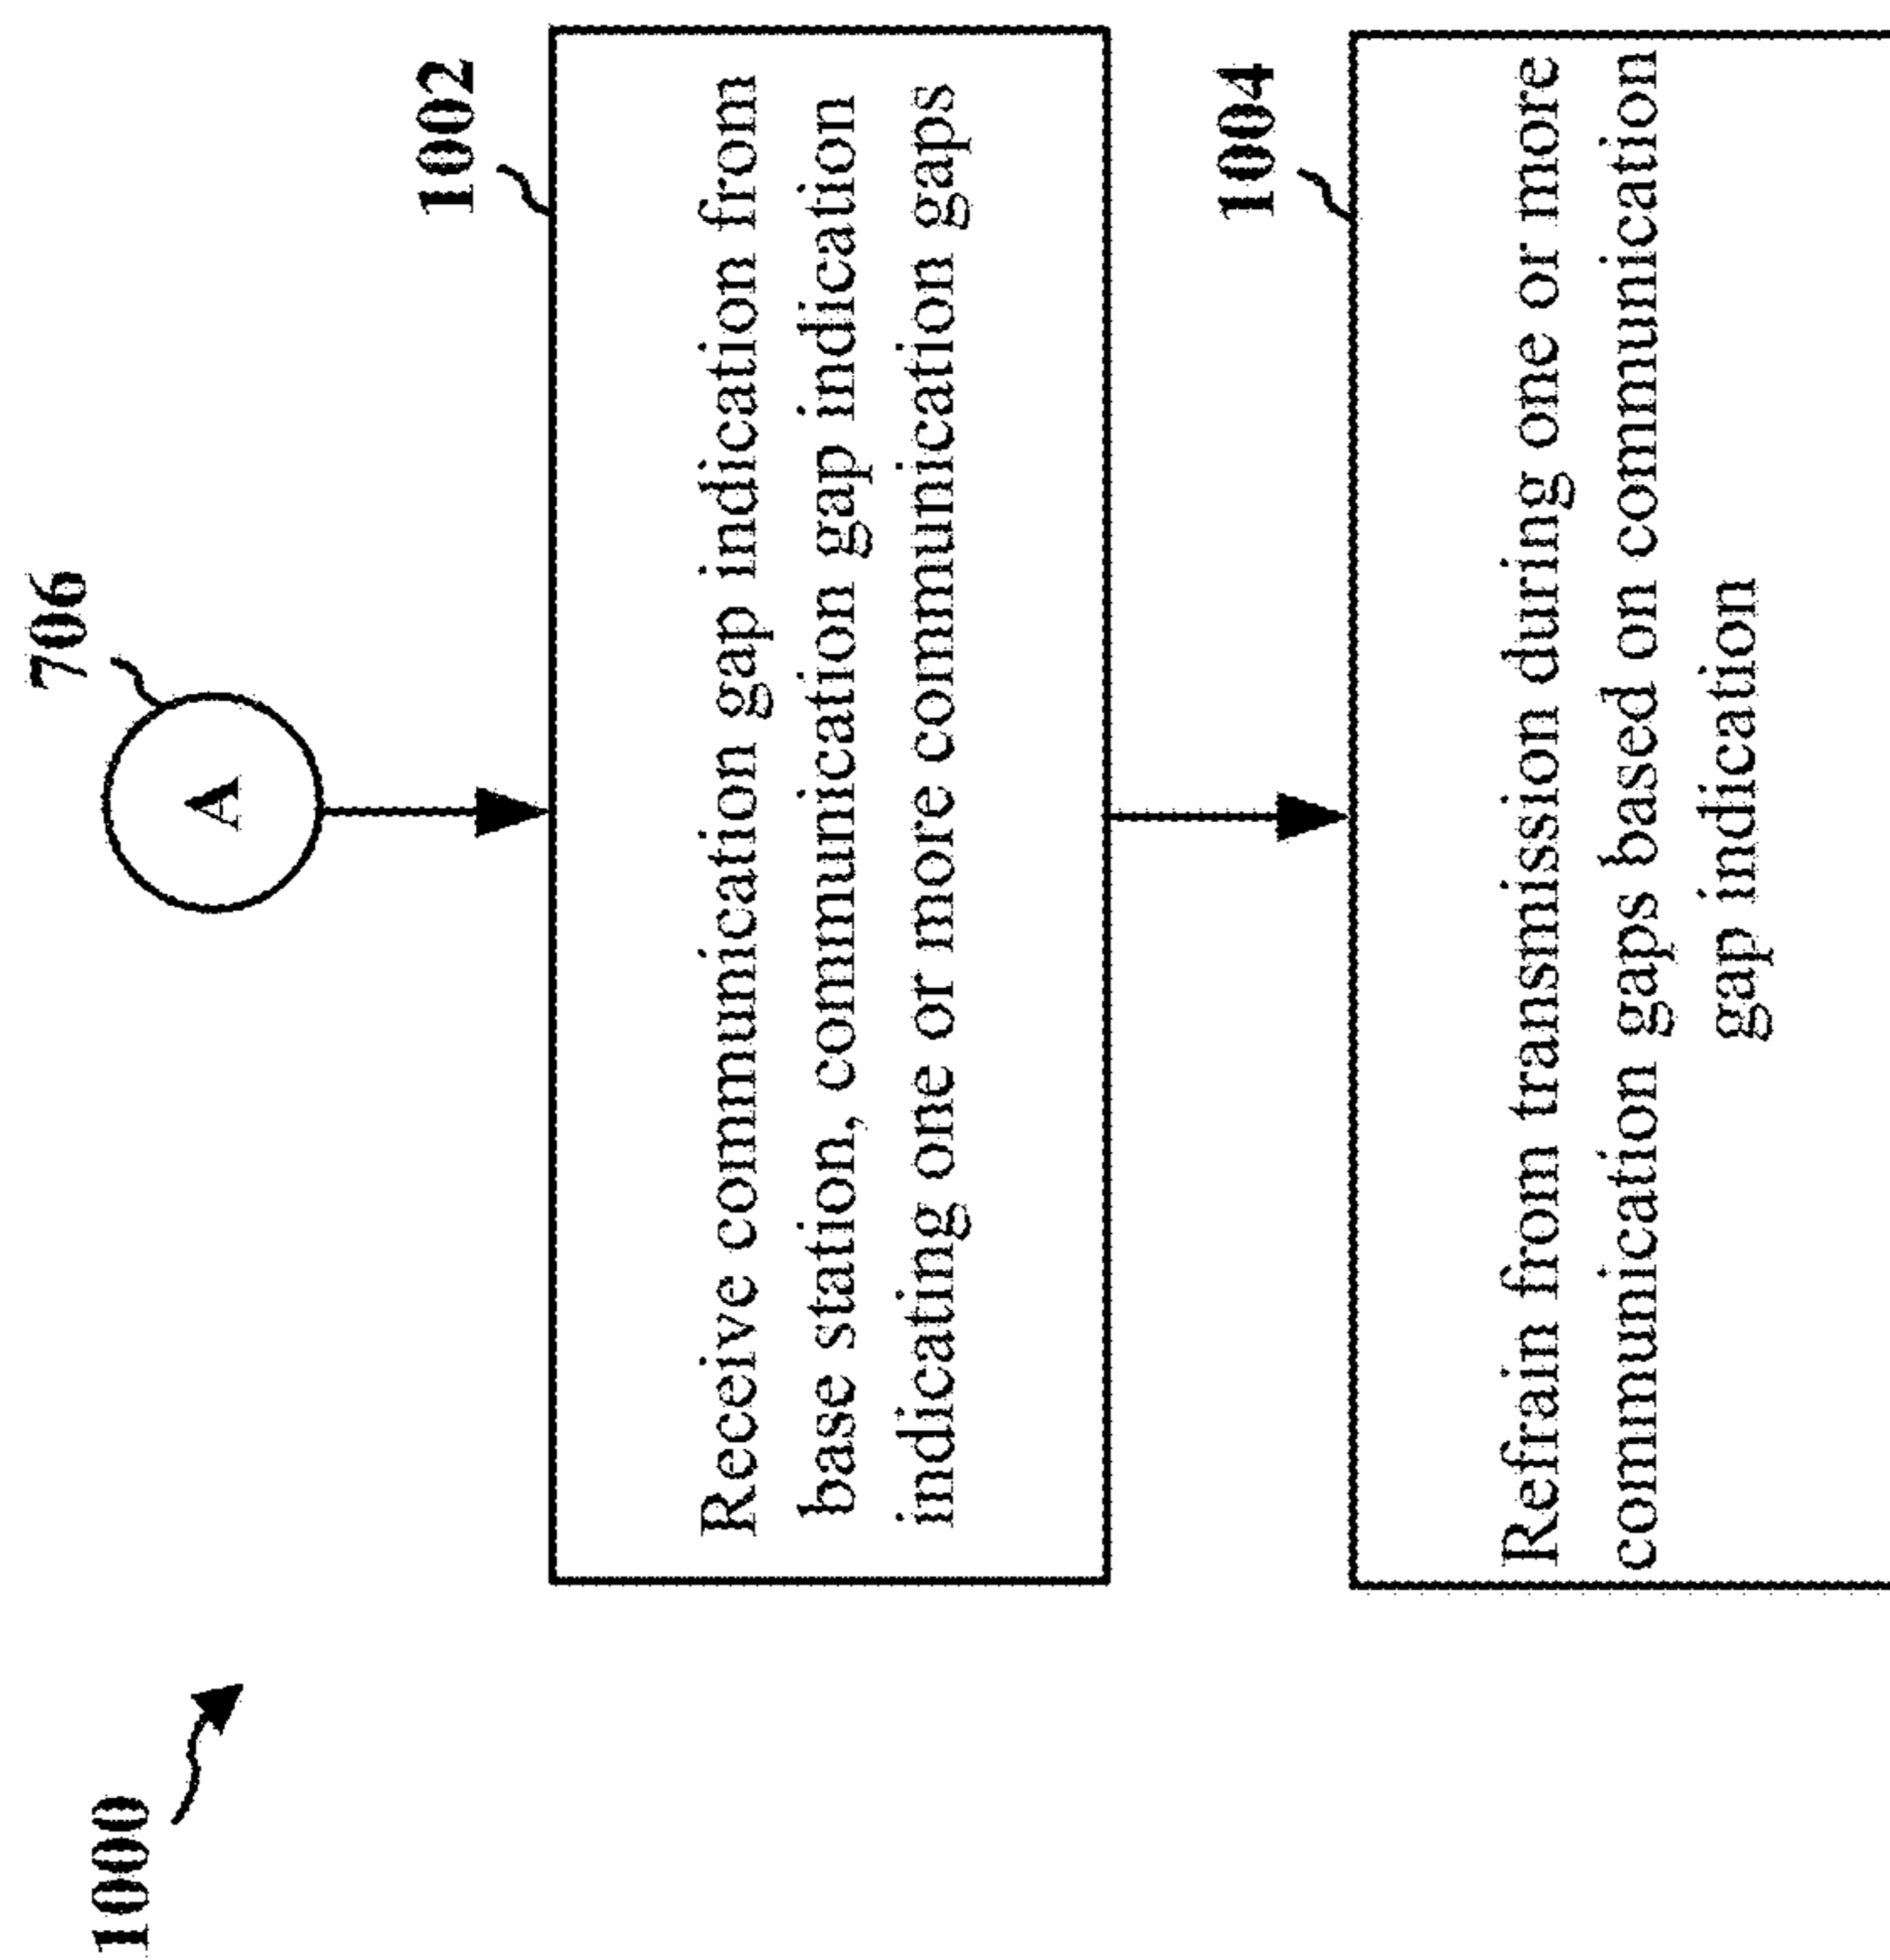 1000
706
A
1002
Receive communication gap indication from
base station, communication gap indication
indicating one or more communication gaps
1004
Refrain from transmission during one or more
communication gaps based on communication
gap indication